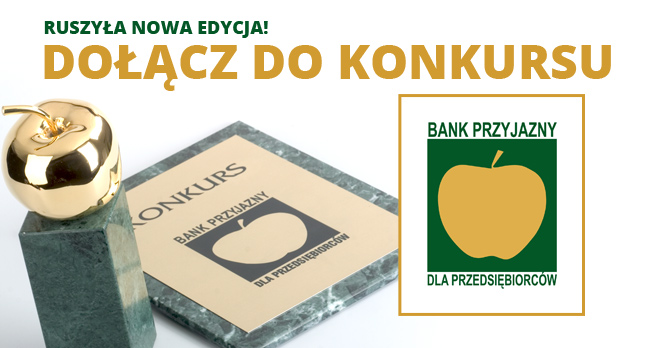 RUSZYŁA NOWA EDYCJA!
DOŁĄCZ DO KONKURSU
KONKURS
BANK PRZYJAZNY
DLA PRZEDSIĘBIORCÓW
BANK PRZYJAZNY
DLA PRZEDSIĘBIORCÓW